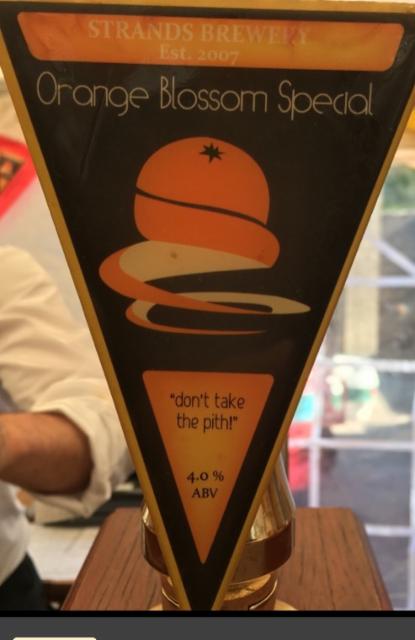 STRANDS BREWERY
Est. 2007
Orange Blossom Special
"don't take
the pith!"
4.0 %
ABV